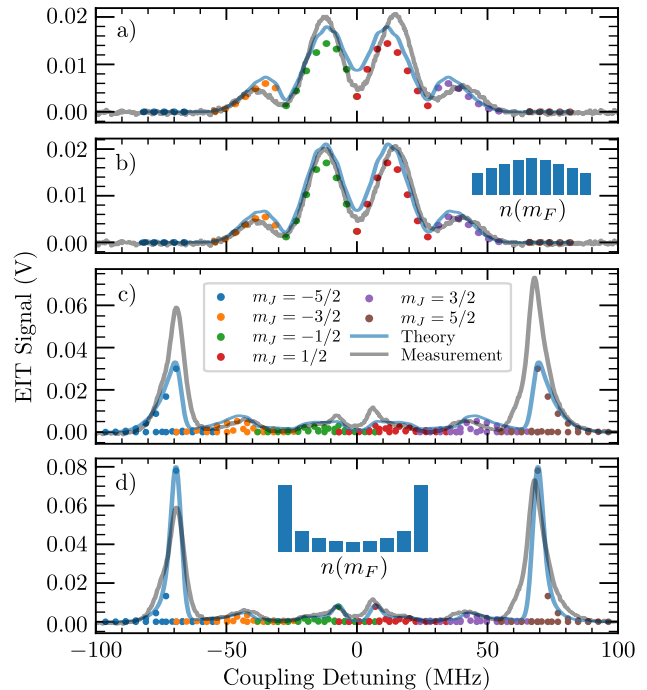 EIT Signal (V)
a)
0.02
0.01
0.00
b)
0.02
0.01
0.00
n(m_F)
c)
0.06
0.04
0.02
0.00
m_J = −5/2
m_J = −3/2
m_J = −1/2
m_J = 1/2
m_J = 3/2
m_J = 5/2
Theory
Measurement
d)
0.08
0.06
0.04
0.02
0.00
n(m_F)
−100
−50
0
50
100
Coupling Detuning (MHz)